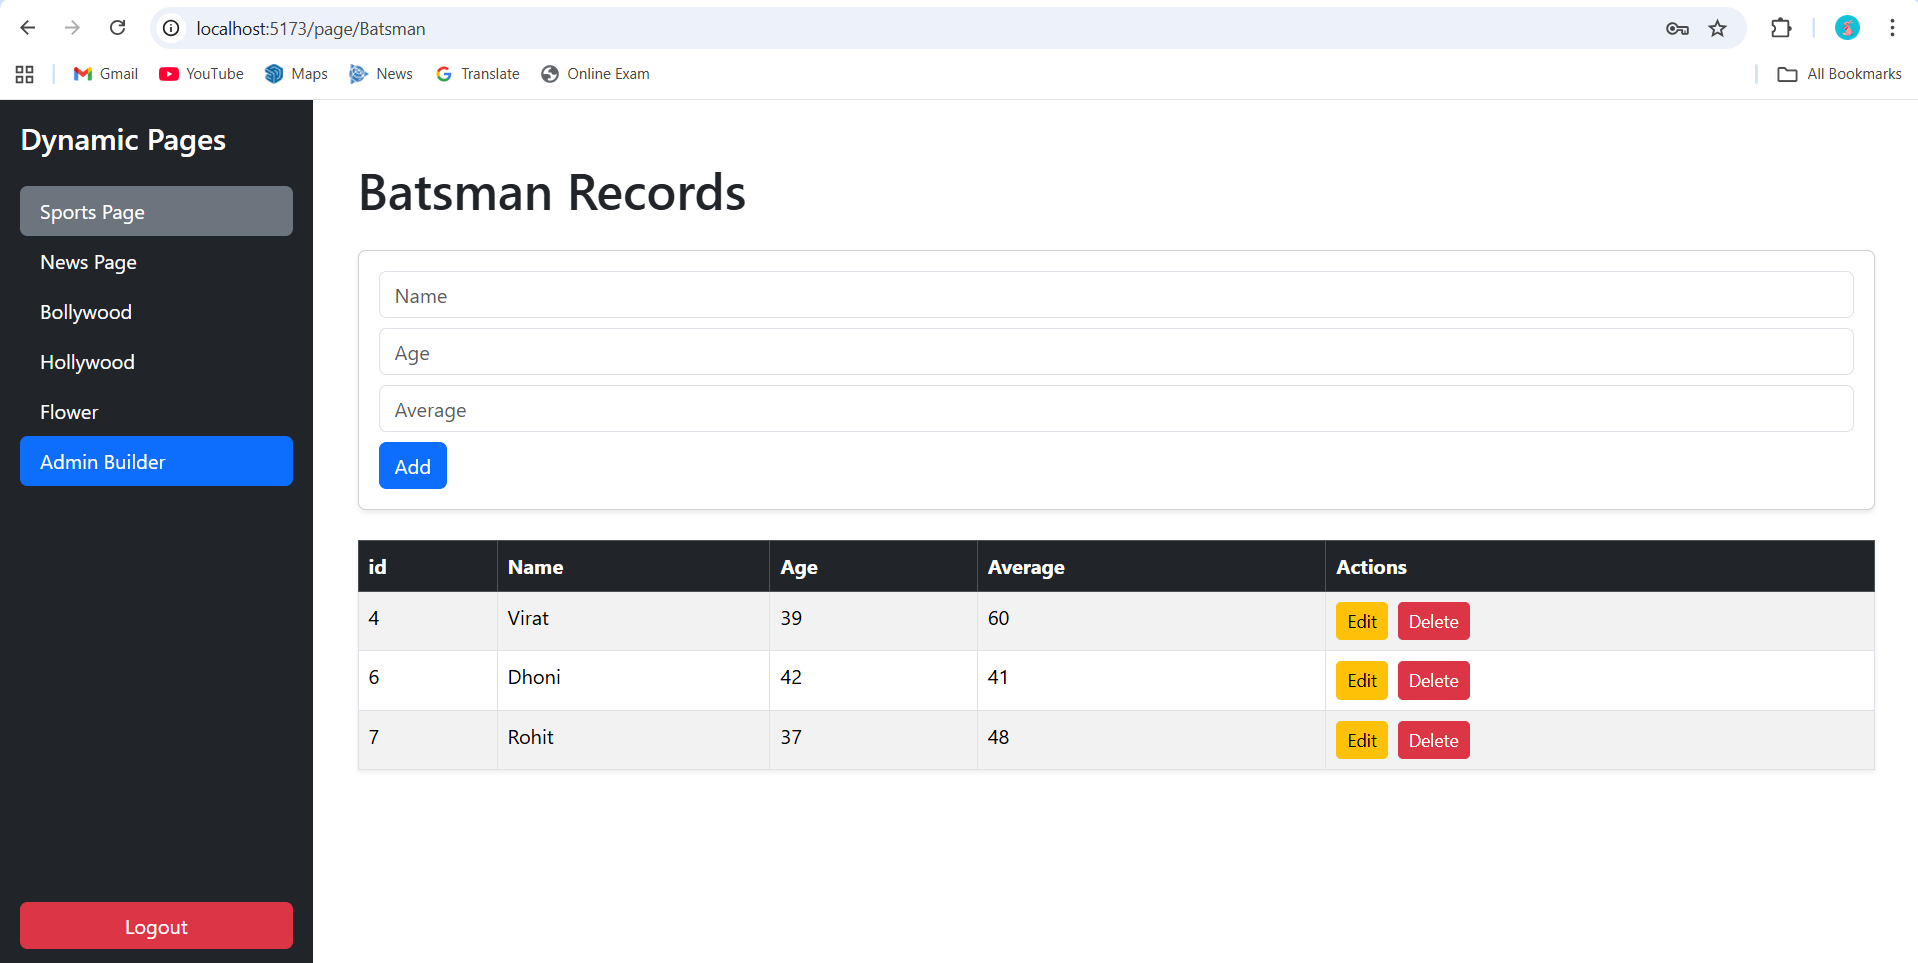 localhost:5173/page/Batsman
Gmail YouTube Maps News Translate Online Exam All Bookmarks
Dynamic Pages
Sports Page
News Page
Bollywood
Hollywood
Flower
Admin Builder
Logout
Batsman Records
Name
Age
Average
Add
id Name Age Average Actions
4 Virat 39 60 Edit Delete
6 Dhoni 42 41 Edit Delete
7 Rohit 37 48 Edit Delete